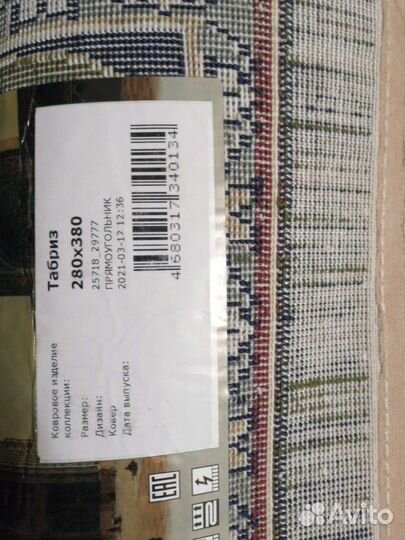 Ковровое изделие
коллекции: Табриз
Размер: 280x380
Дизайн: 25718_29777
Ковер ПРЯМОУГОЛЬНИК
Дата выпуска: 2021-03-17 12:36
4680317340134
EAC
Avito